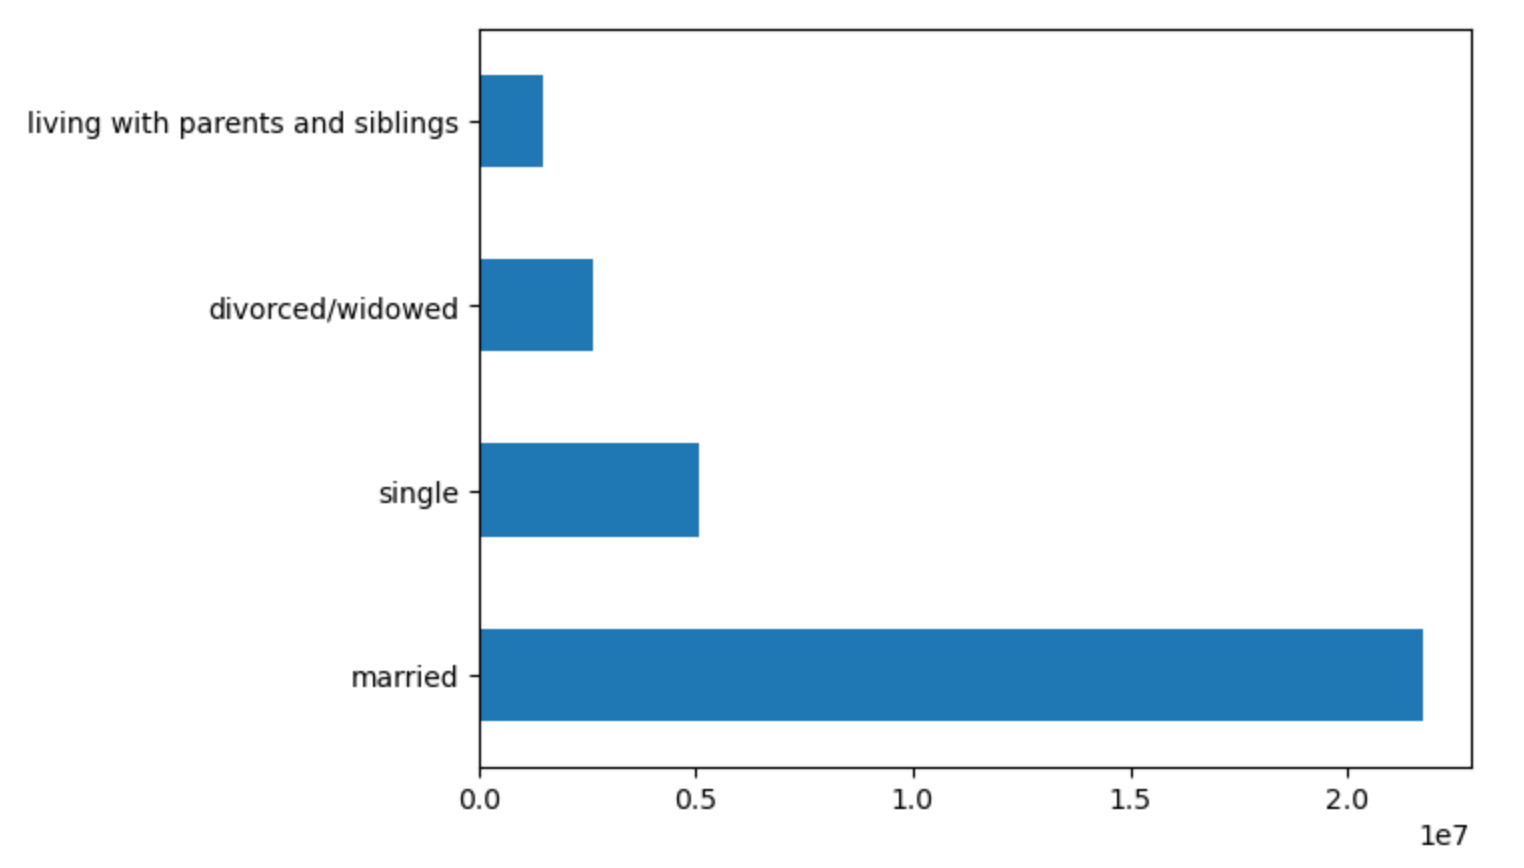 living with parents and siblings
divorced/widowed
single
married
0.0 0.5 1.0 1.5 2.0
1e7